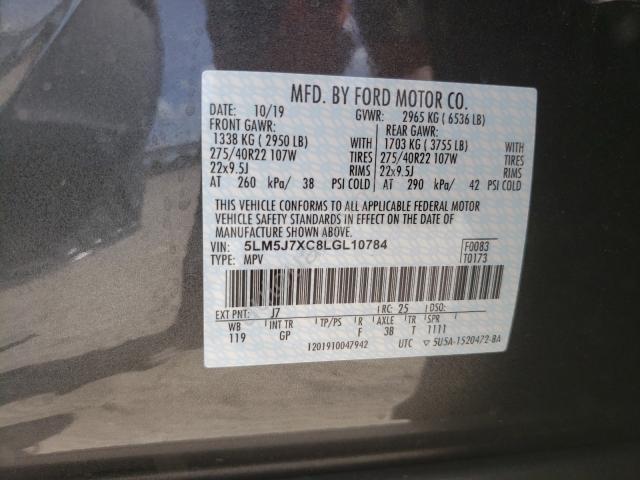 MFD. BY FORD MOTOR CO.
DATE: 10/19 GVWR: 2965 KG ( 6536 LB)
FRONT GAWR: REAR GAWR:
1338 KG ( 2950 LB) WITH 1703 KG ( 3755 LB) WITH
275/40R22 107W TIRES 275/40R22 107W TIRES
22x9.5J RIMS 22x9.5J RIMS
AT 260 kPa/ 38 PSI COLD AT 290 kPa/ 42 PSI COLD
THIS VEHICLE CONFORMS TO ALL APPLICABLE FEDERAL MOTOR
VEHICLE SAFETY STANDARDS IN EFFECT ON THE DATE OF
MANUFACTURE SHOWN ABOVE.
VIN: 5LM5J7XC8LGL10784 F0083
TYPE: MPV T0173
EXT PNT: J7 RC: 25 DSO:
WB INT TR TP/PS R AXLE TR SPR
119 GP F 3B T 1111
I201910047942 UTC ▽ 5U5A-1520472-BA